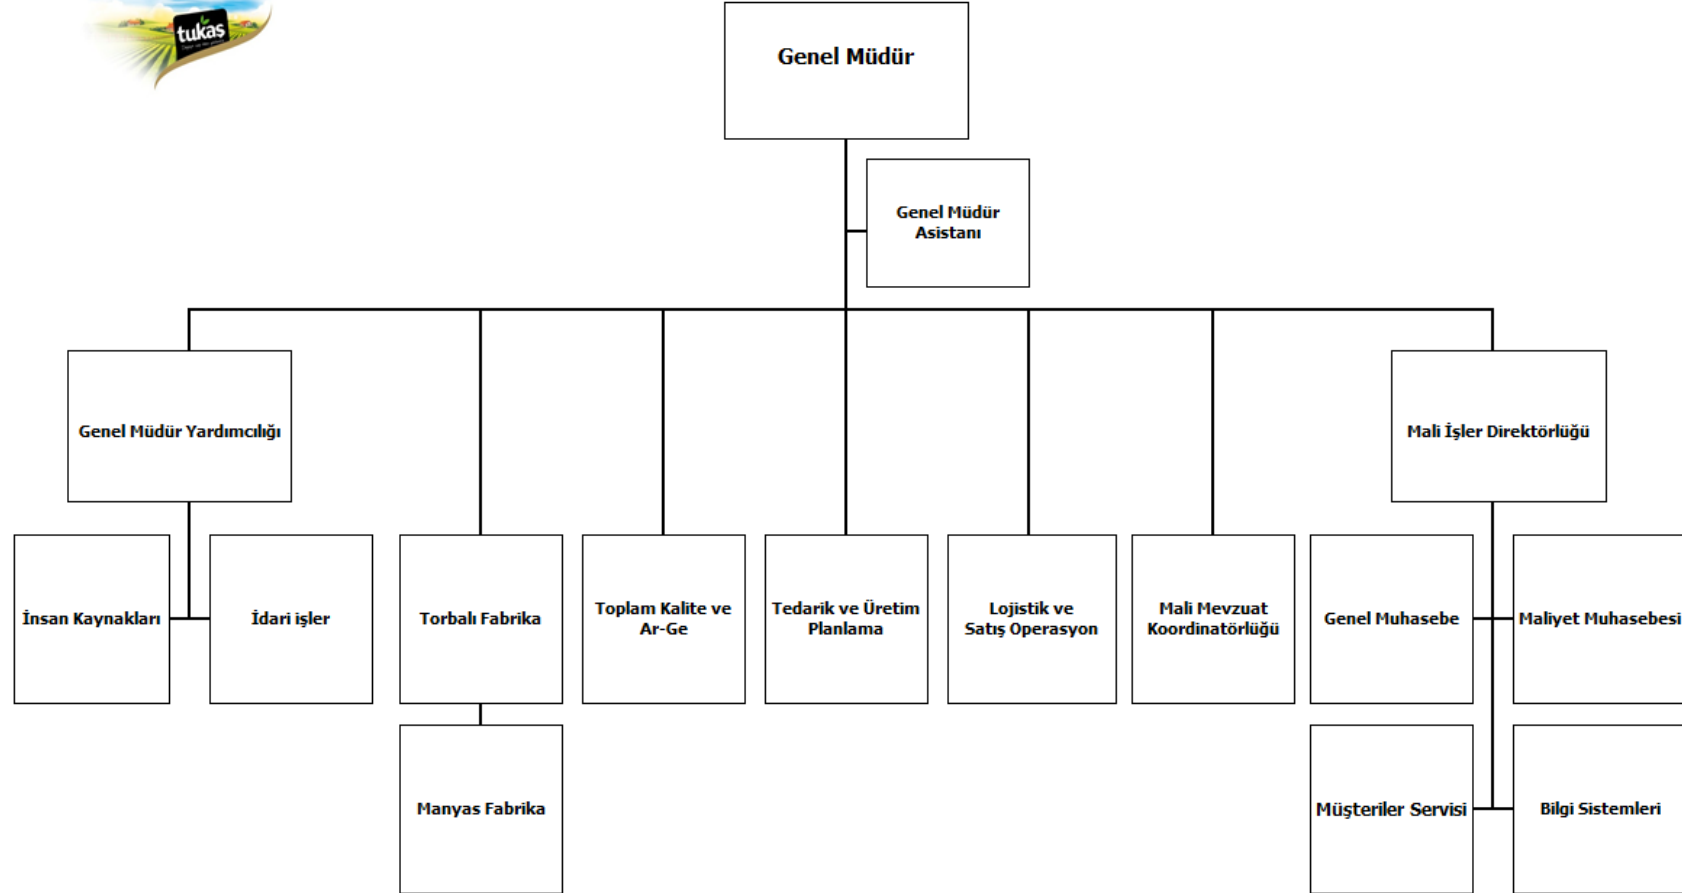 tukaş
Genel Müdür
Genel Müdür
Asistanı
Genel Müdür Yardımcılığı
Mali İşler Direktörlüğü
İnsan Kaynakları
İdari işler
Torbalı Fabrika
Toplam Kalite ve
Ar-Ge
Tedarik ve Üretim
Planlama
Lojistik ve
Satış Operasyon
Mali Mevzuat
Koordinatörlüğü
Genel Muhasebe
Maliyet Muhasebesi
Manyas Fabrika
Müşteriler Servisi
Bilgi Sistemleri